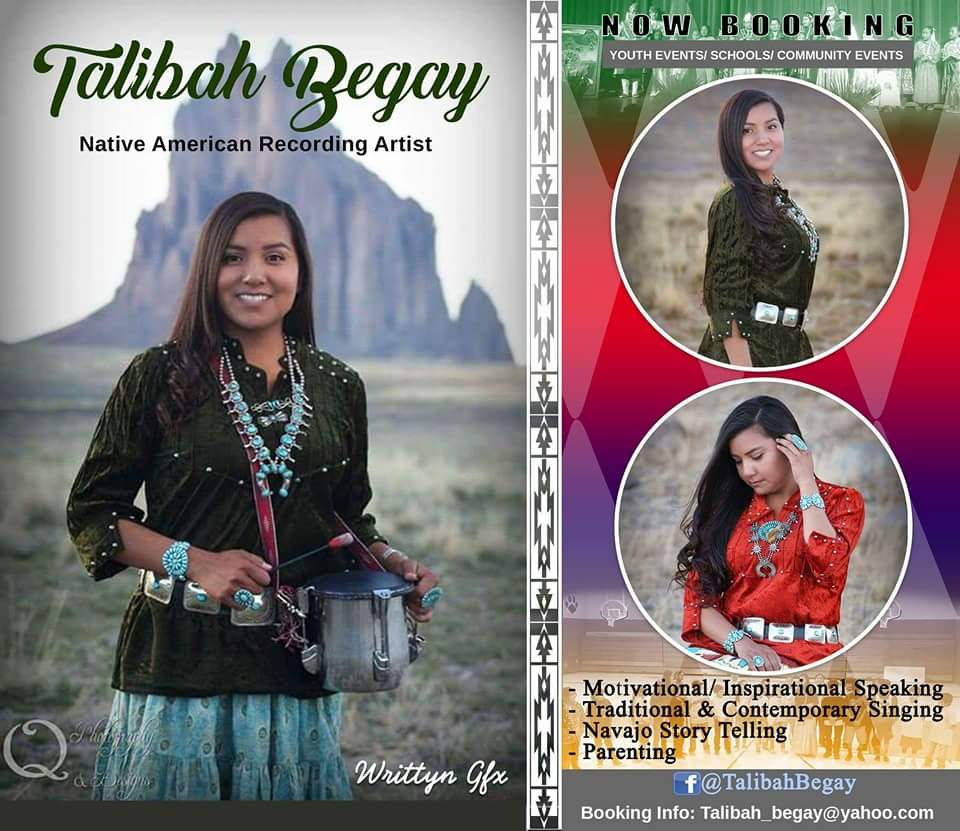 Talibah Begay
Native American Recording Artist
Q Photography
& Designs
Writtyn Gfx
NOW BOOKING
YOUTH EVENTS/ SCHOOLS/ COMMUNITY EVENTS
- Motivational/ Inspirational Speaking
- Traditional & Contemporary Singing
- Navajo Story Telling
- Parenting
f @TalibahBegay
Booking Info: Talibah_begay@yahoo.com